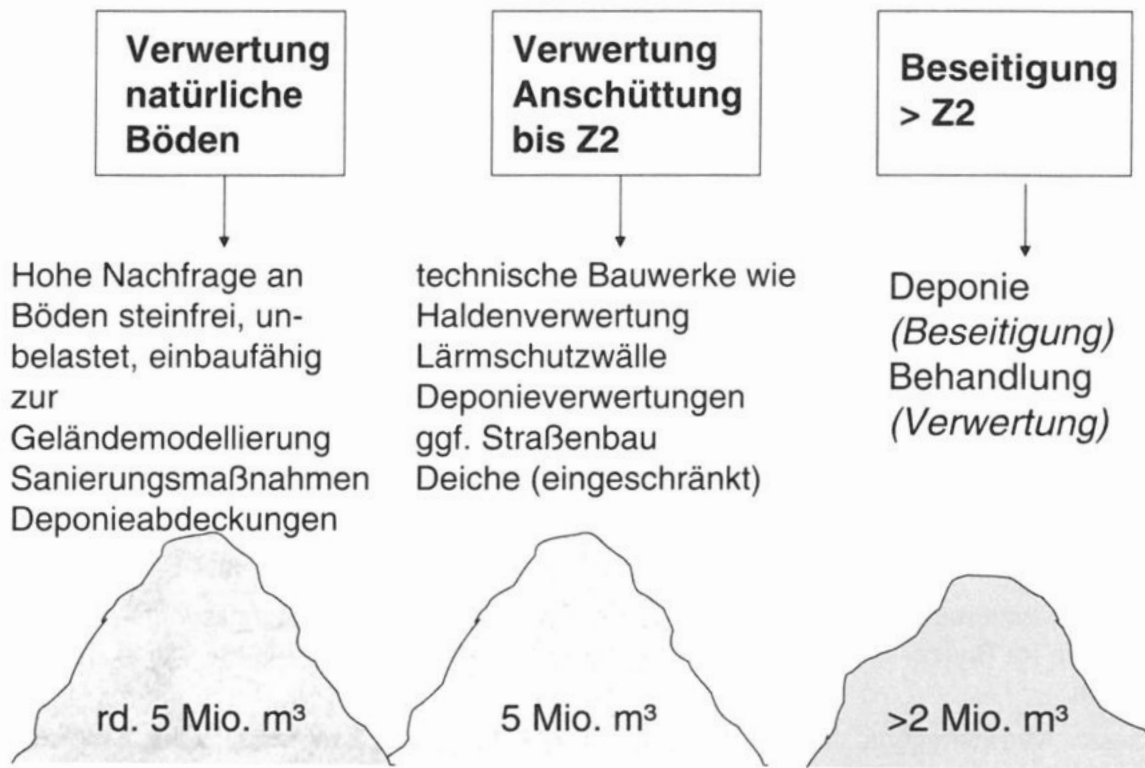 Verwertung
natürliche
Böden
Verwertung
Anschüttung
bis Z2
Beseitigung
> Z2
Hohe Nachfrage an
Böden steinfrei, un-
belastet, einbaufähig
zur
Geländemodellierung
Sanierungsmaßnahmen
Deponieabdeckungen
technische Bauwerke wie
Haldenverwertung
Lärmschutzwälle
Deponieverwertungen
ggf. Straßenbau
Deiche (eingeschränkt)
Deponie
(Beseitigung)
Behandlung
(Verwertung)
rd. 5 Mio. m³
5 Mio. m³
>2 Mio. m³